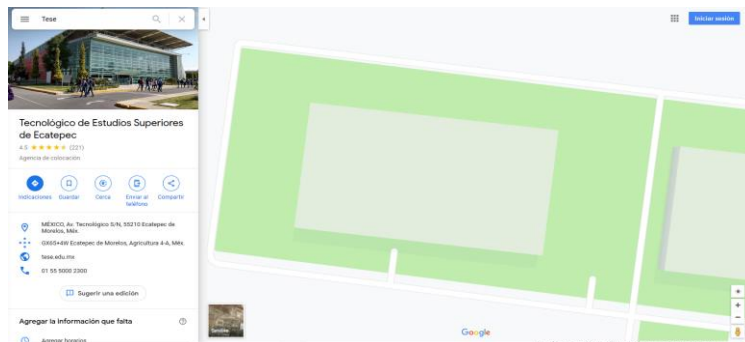 Tese
Tecnológico de Estudios Superiores
de Ecatepec
4.5 ★★★★★ (221)
Agencia de colocación
Indicaciones
Guardar
Cerca
Enviar al
teléfono
Compartir
MÉXICO, Av. Tecnológico S/N, 55210 Ecatepec de
Morelos, Méx.
Ecatepec de Morelos, Agricultura 4-6, Méx.
tese.edu.mx
01 55 5000 2300
Sugerir una edición
Agregar la información que falta
Agregar horarios
Iniciar sesión
Google